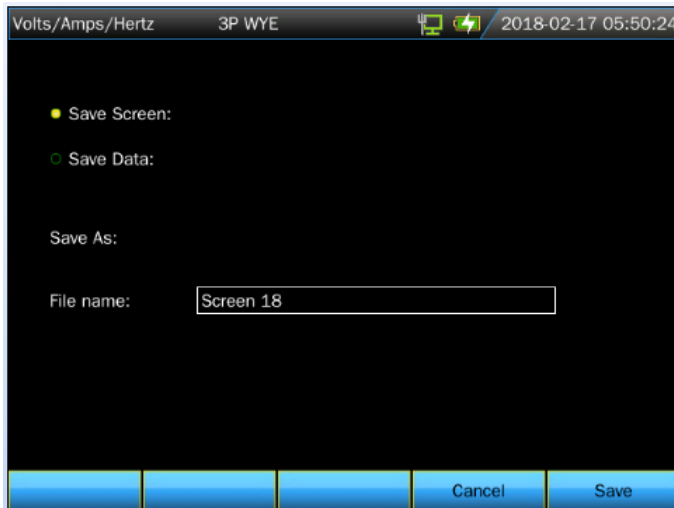 Volts/Amps/Hertz 3P WYE 2018-02-17 05:50:24
Save Screen:
Save Data:
Save As:
File name: Screen 18
Cancel Save